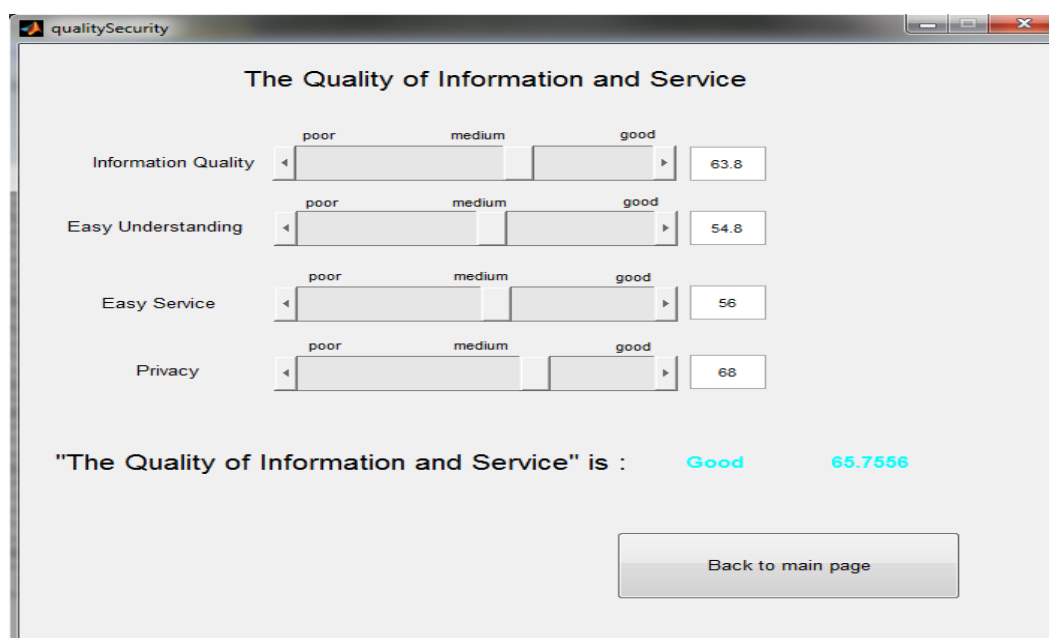 qualitySecurity
The Quality of Information and Service
poor medium good
Information Quality 63.8
poor medium good
Easy Understanding 54.8
poor medium good
Easy Service 56
poor medium good
Privacy 68
"The Quality of Information and Service" is : Good 65.7556
Back to main page